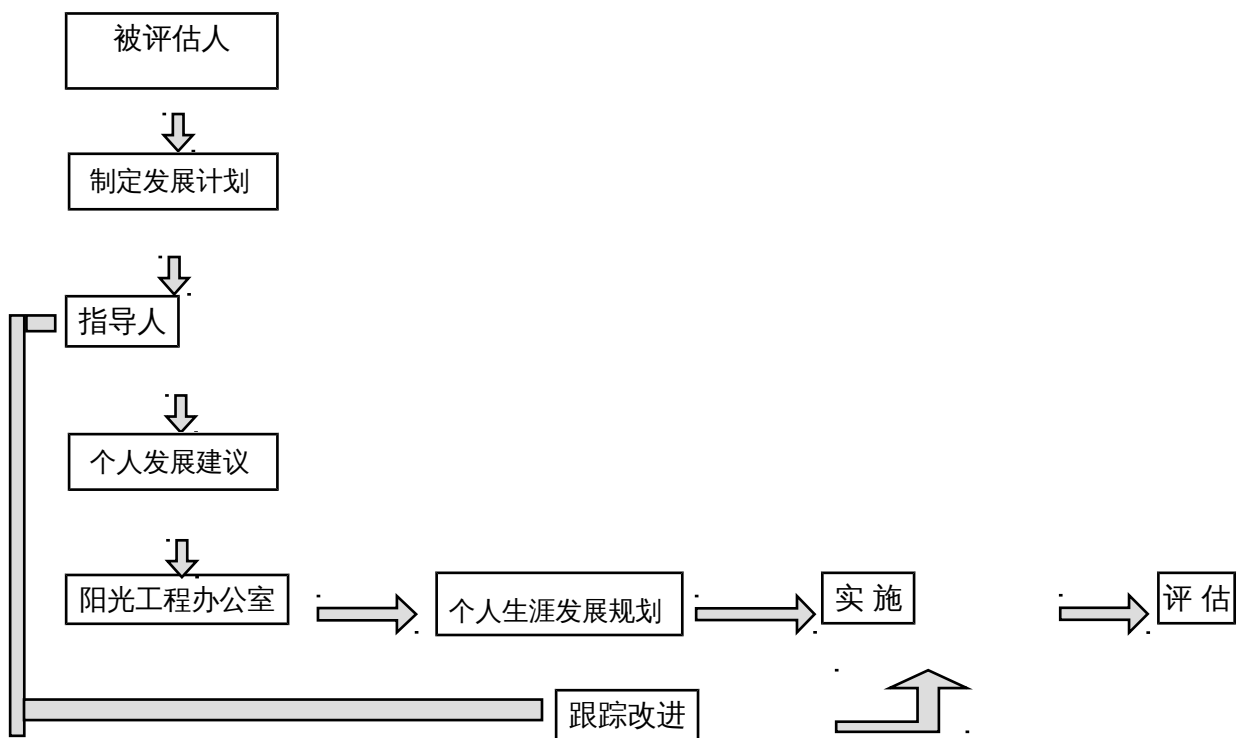 被评估人
制定发展计划
指导人
个人发展建议
阳光工程办公室
个人生涯发展规划
实 施
评 估
跟踪改进